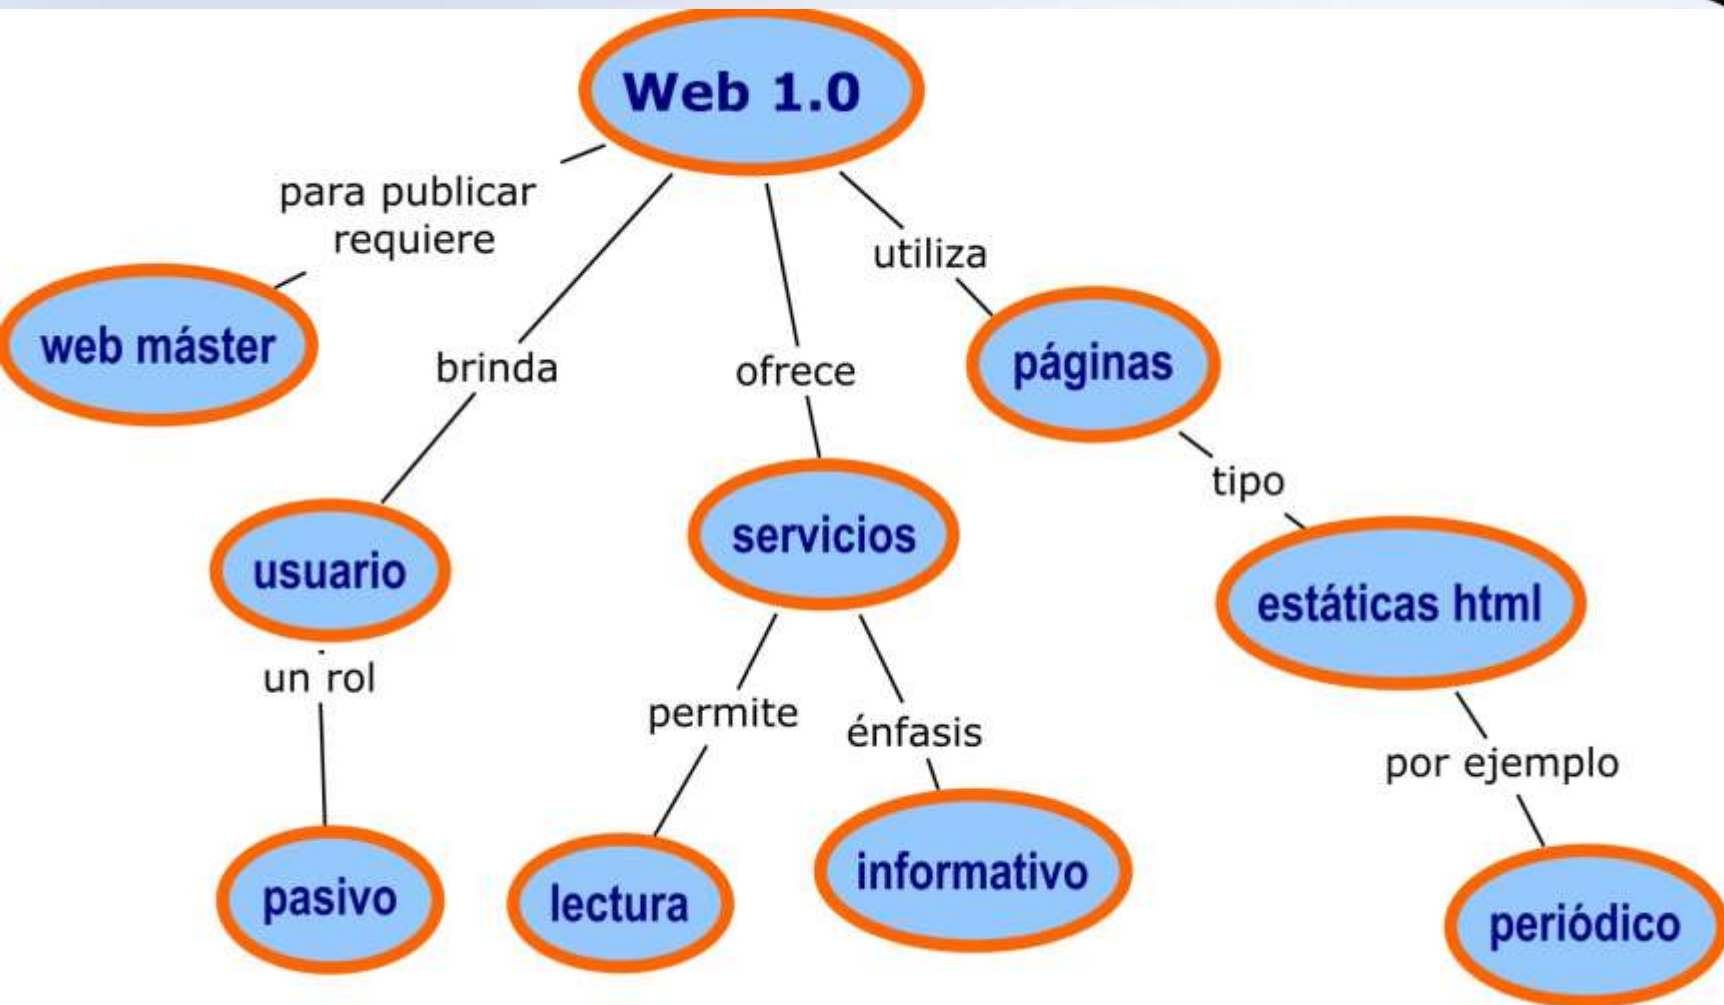 Web 1.0
para publicar
requiere
web máster
brinda
usuario
un rol
pasivo
ofrece
servicios
permite
lectura
énfasis
informativo
utiliza
páginas
tipo
estáticas html
por ejemplo
periódico